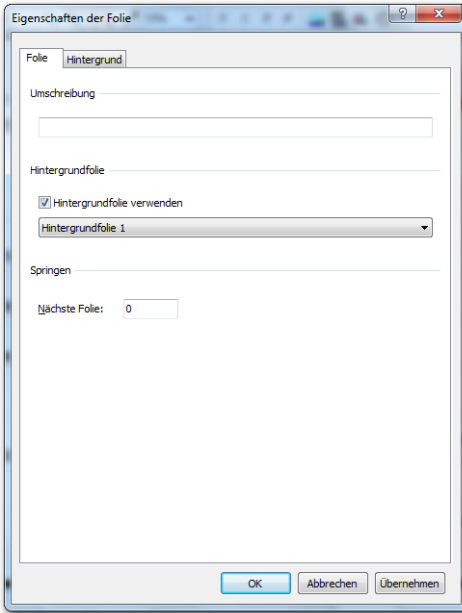 Eigenschaften der Folie
?
Folie Hintergrund
Umschreibung
Hintergrundfolie
Hintergrundfolie verwenden
Hintergrundfolie 1
Springen
Nächste Folie: 0
OK Abbrechen Übernehmen